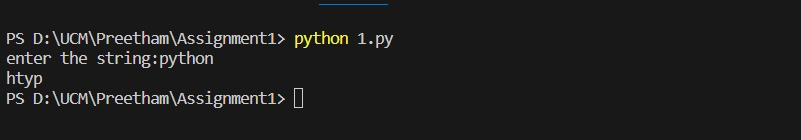 PS D:\UCM\Preetham\Assignment1> python 1.py
enter the string:python
htyp
PS D:\UCM\Preetham\Assignment1>